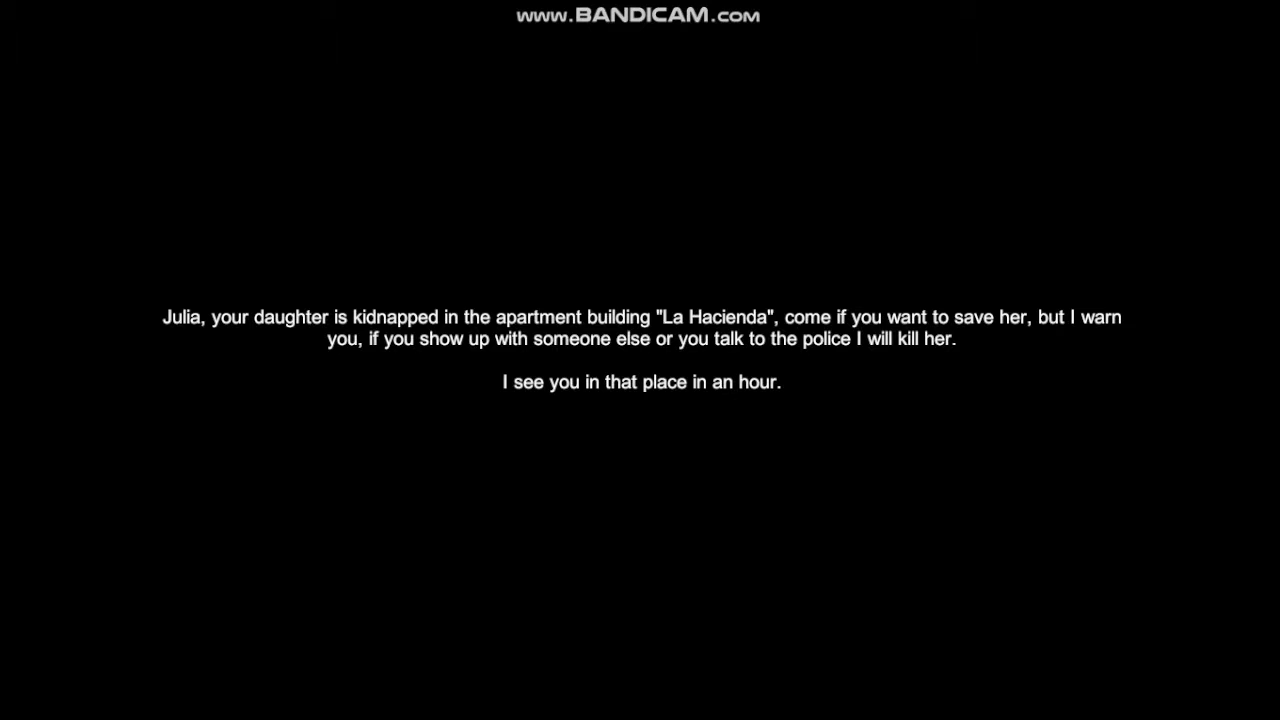 www.BANDICAM.com
Julia, your daughter is kidnapped in the apartment building "La Hacienda", come if you want to save her, but I warn
you, if you show up with someone else or you talk to the police I will kill her.
I see you in that place in an hour.